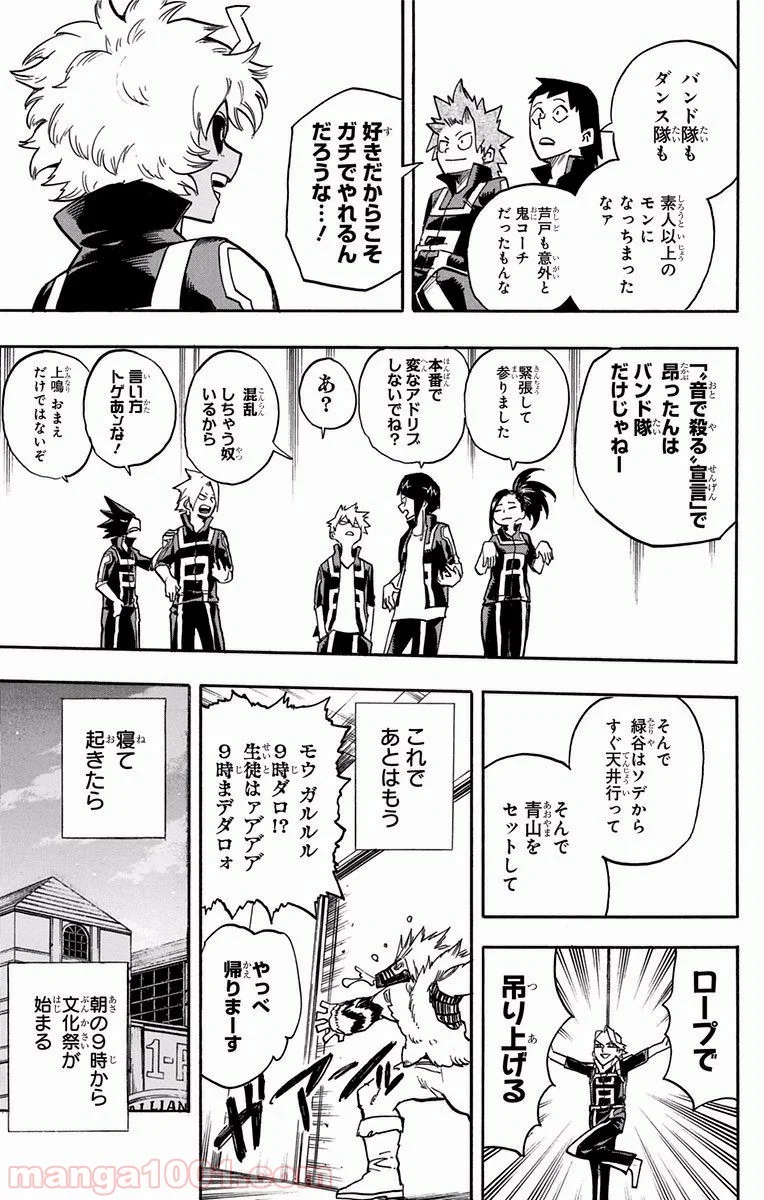 バンド隊も
ダンス隊も
素人以上の
モンに
なっちまった
なァ
芦戸も意外と
鬼コーチ
だったもんな
好きだからこそ
ガチでやれるん
だろうな…!
「“音で殺る”宣言」で
昂ったんは
バンド隊
だけじゃねー
緊張して
参りました
本番で
変なアドリブ
しないでね?
あ?
混乱
しちゃう奴
いるから
言い方
トゲあンな!
上鳴 おまえ
だけではないぞ
そんで
緑谷はソデから
すぐ天井行って
そんで
青山を
セットして
ロープで
吊り上げる
これで
あとはもう
モウ ガルルル
9時ダロ!?
生徒はァアアア
9時まデダロォ
やっべ
帰りまーす
寝て
起きたら
朝の9時から
文化祭が
始まる
1-A
ALLIAN
manga1001.com